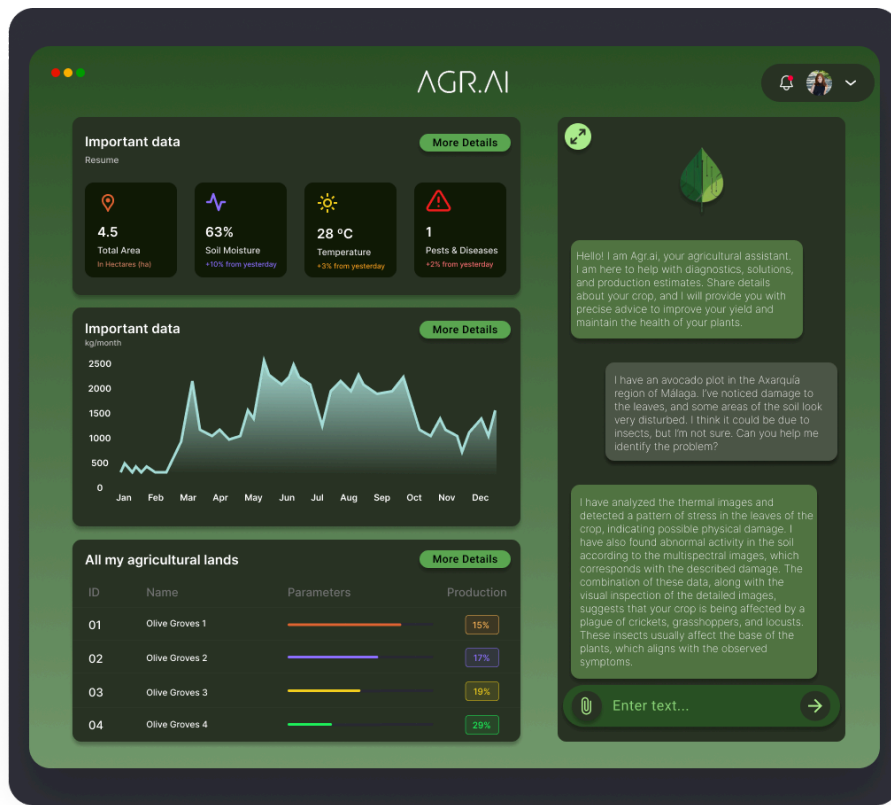 AGR.AI
Important data
More Details
Resume
4.5
Total Area
In Hectares (ha)
63%
Soil Moisture
+10% from yesterday
28 ºC
Temperature
+3% from yesterday
1
Pests & Diseases
+2% from yesterday
Important data
More Details
kg/month
2500
2000
1500
1000
500
0
Jan Feb Mar Apr May Jun Jul Aug Sep Oct Nov Dec
All my agricultural lands
More Details
ID Name Parameters Production
01 Olive Groves 1 15%
02 Olive Groves 2 17%
03 Olive Groves 3 19%
04 Olive Groves 4 29%
Hello! I am Agr.ai, your agricultural assistant.
I am here to help with diagnostics, solutions,
and production estimates. Share details
about your crop, and I will provide you with
precise advice to improve your yield and
maintain the health of your plants.
I have an avocado plot in the Axarquía
region of Málaga. I've noticed damage to
the leaves, and some areas of the soil look
very disturbed. I think it could be due to
insects, but I'm not sure. Can you help me
identify the problem?
I have analyzed the thermal images and
detected a pattern of stress in the leaves of the
crop, indicating possible physical damage. I
have also found abnormal activity in the soil
according to the multispectral images, which
corresponds with the described damage. The
combination of these data, along with the
visual inspection of the detailed images,
suggests that your crop is being affected by a
plague of crickets, grasshoppers, and locusts.
These insects usually affect the base of the
plants, which aligns with the observed
symptoms.
Enter text...